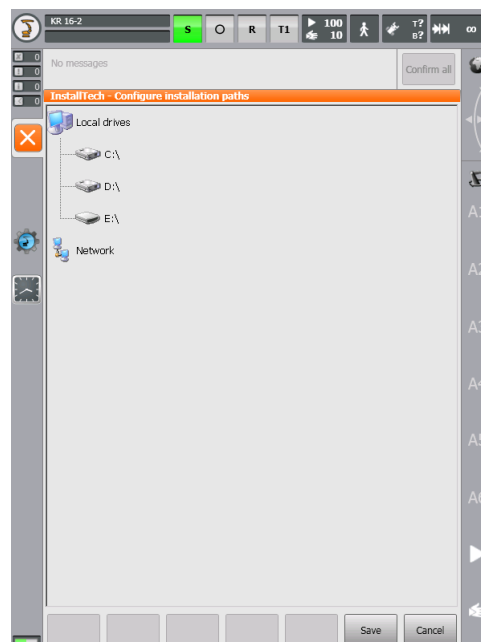 KR 16-2
S O R T1 100 10 T? B? ∞
0
0
0
0
No messages
Confirm all
InstallTech - Configure installation paths
Local drives
C:\
D:\
E:\
Network
A2
A3
A4
A5
A6
Save Cancel